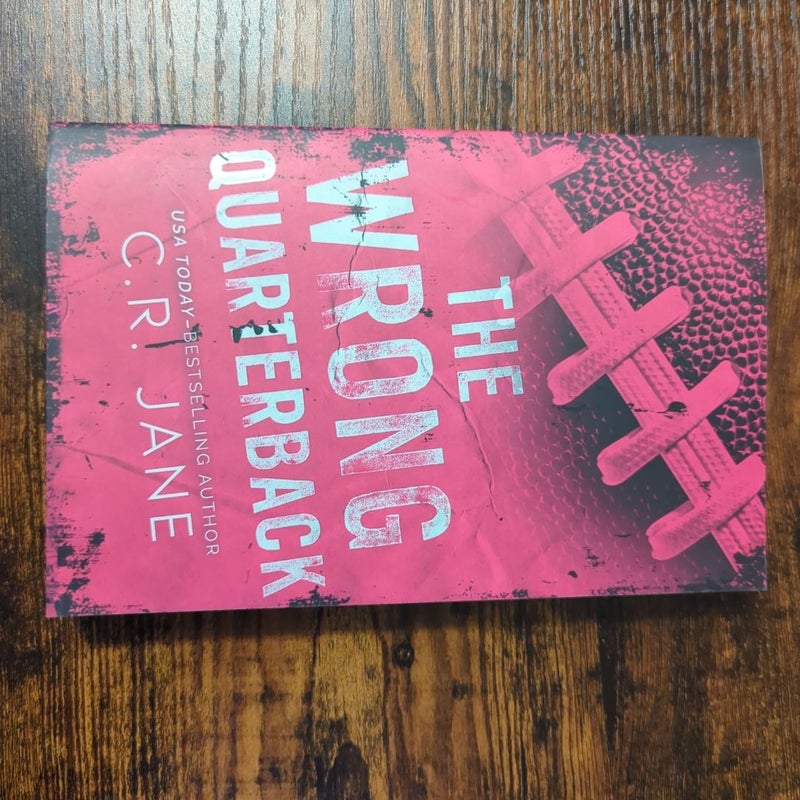 THE
WRONG
QUARTERBACK
USA TODAY-BESTSELLING AUTHOR
C.R. JANE